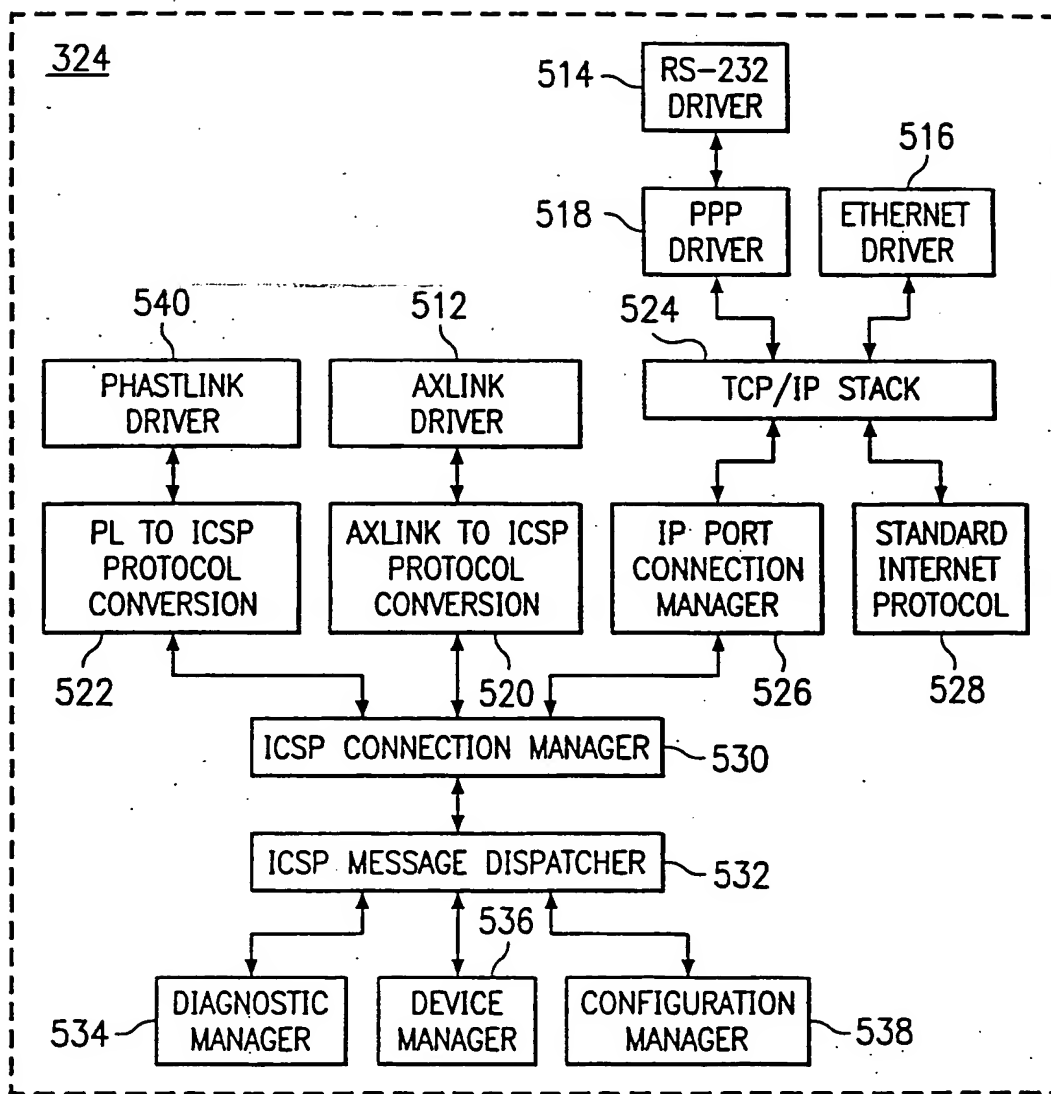 324
514
RS-232
DRIVER
516
518
PPP
DRIVER
ETHERNET
DRIVER
540
512
524
PHASTLINK
DRIVER
AXLINK
DRIVER
TCP/IP STACK
PL TO ICSP
PROTOCOL
CONVERSION
AXLINK TO ICSP
PROTOCOL
CONVERSION
IP PORT
CONNECTION
MANAGER
STANDARD
INTERNET
PROTOCOL
522
520
526
528
ICSP CONNECTION MANAGER
530
ICSP MESSAGE DISPATCHER
532
536
534
DIAGNOSTIC
MANAGER
DEVICE
MANAGER
CONFIGURATION
MANAGER
538